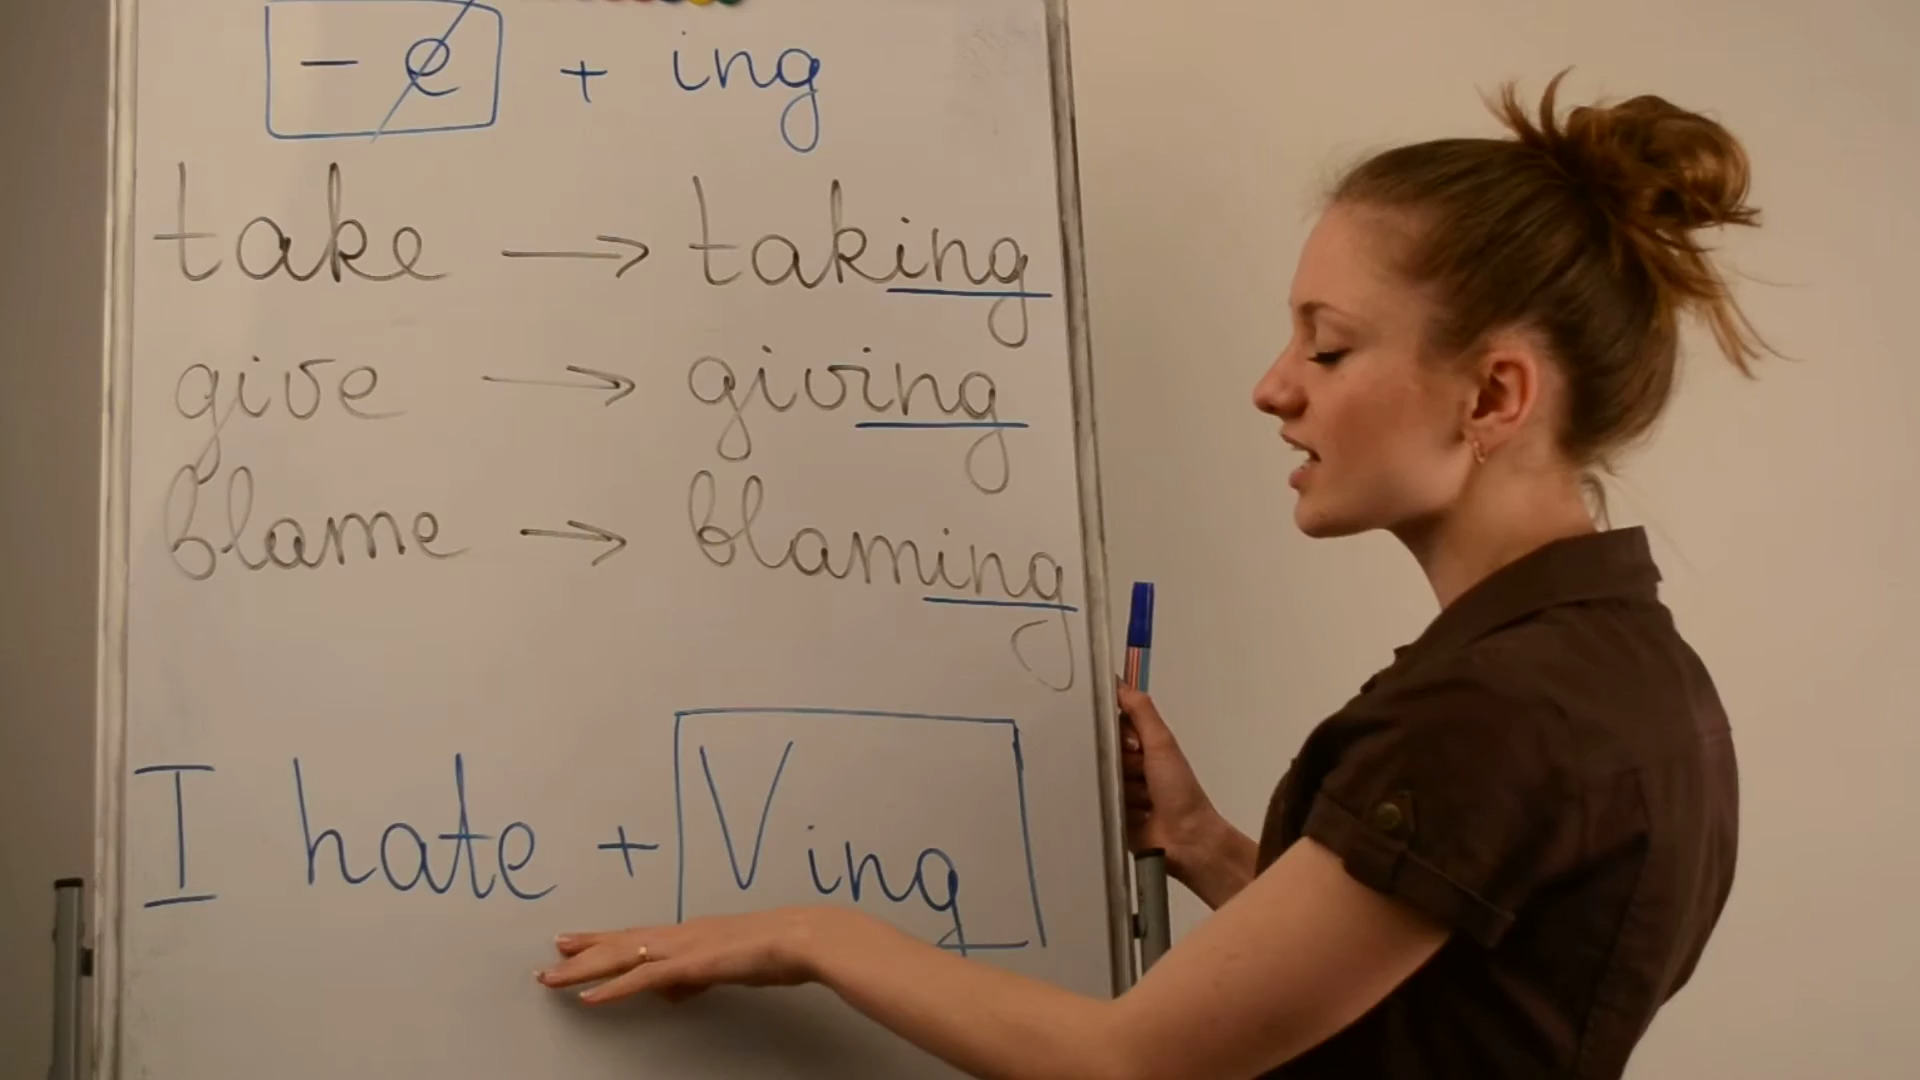 - e + ing
take → taking
give → giving
blame → blaming
I hate + Ving